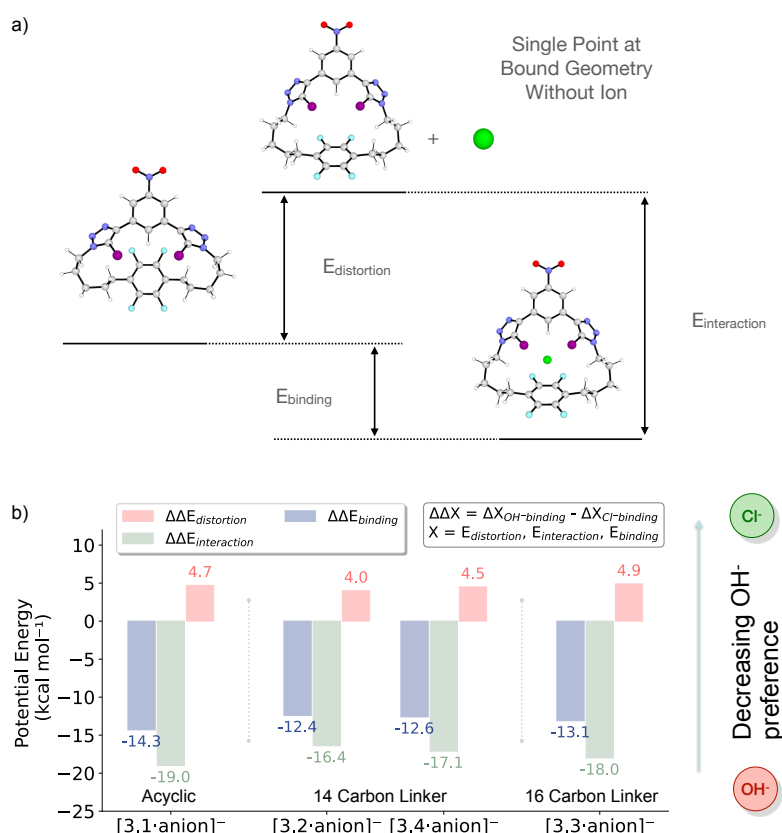 a)
Single Point at
Bound Geometry
Without Ion
+
E_distortion
E_interaction
E_binding
b)
ΔΔE_distortion
ΔΔE_binding
ΔΔE_interaction
ΔΔX = ΔX_OH⁻binding - ΔX_Cl⁻binding
X = E_distortion, E_interaction, E_binding
Cl⁻
Decreasing OH⁻
preference
OH⁻
Potential Energy
(kcal mol⁻¹)
10
5
0
−5
−10
−15
−20
−25
4.7
4.0
4.5
4.9
-14.3
-19.0
-12.4
-16.4
-12.6
-17.1
-13.1
-18.0
Acyclic
14 Carbon Linker
16 Carbon Linker
[3,1·anion]⁻
[3,2·anion]⁻
[3,4·anion]⁻
[3,3·anion]⁻